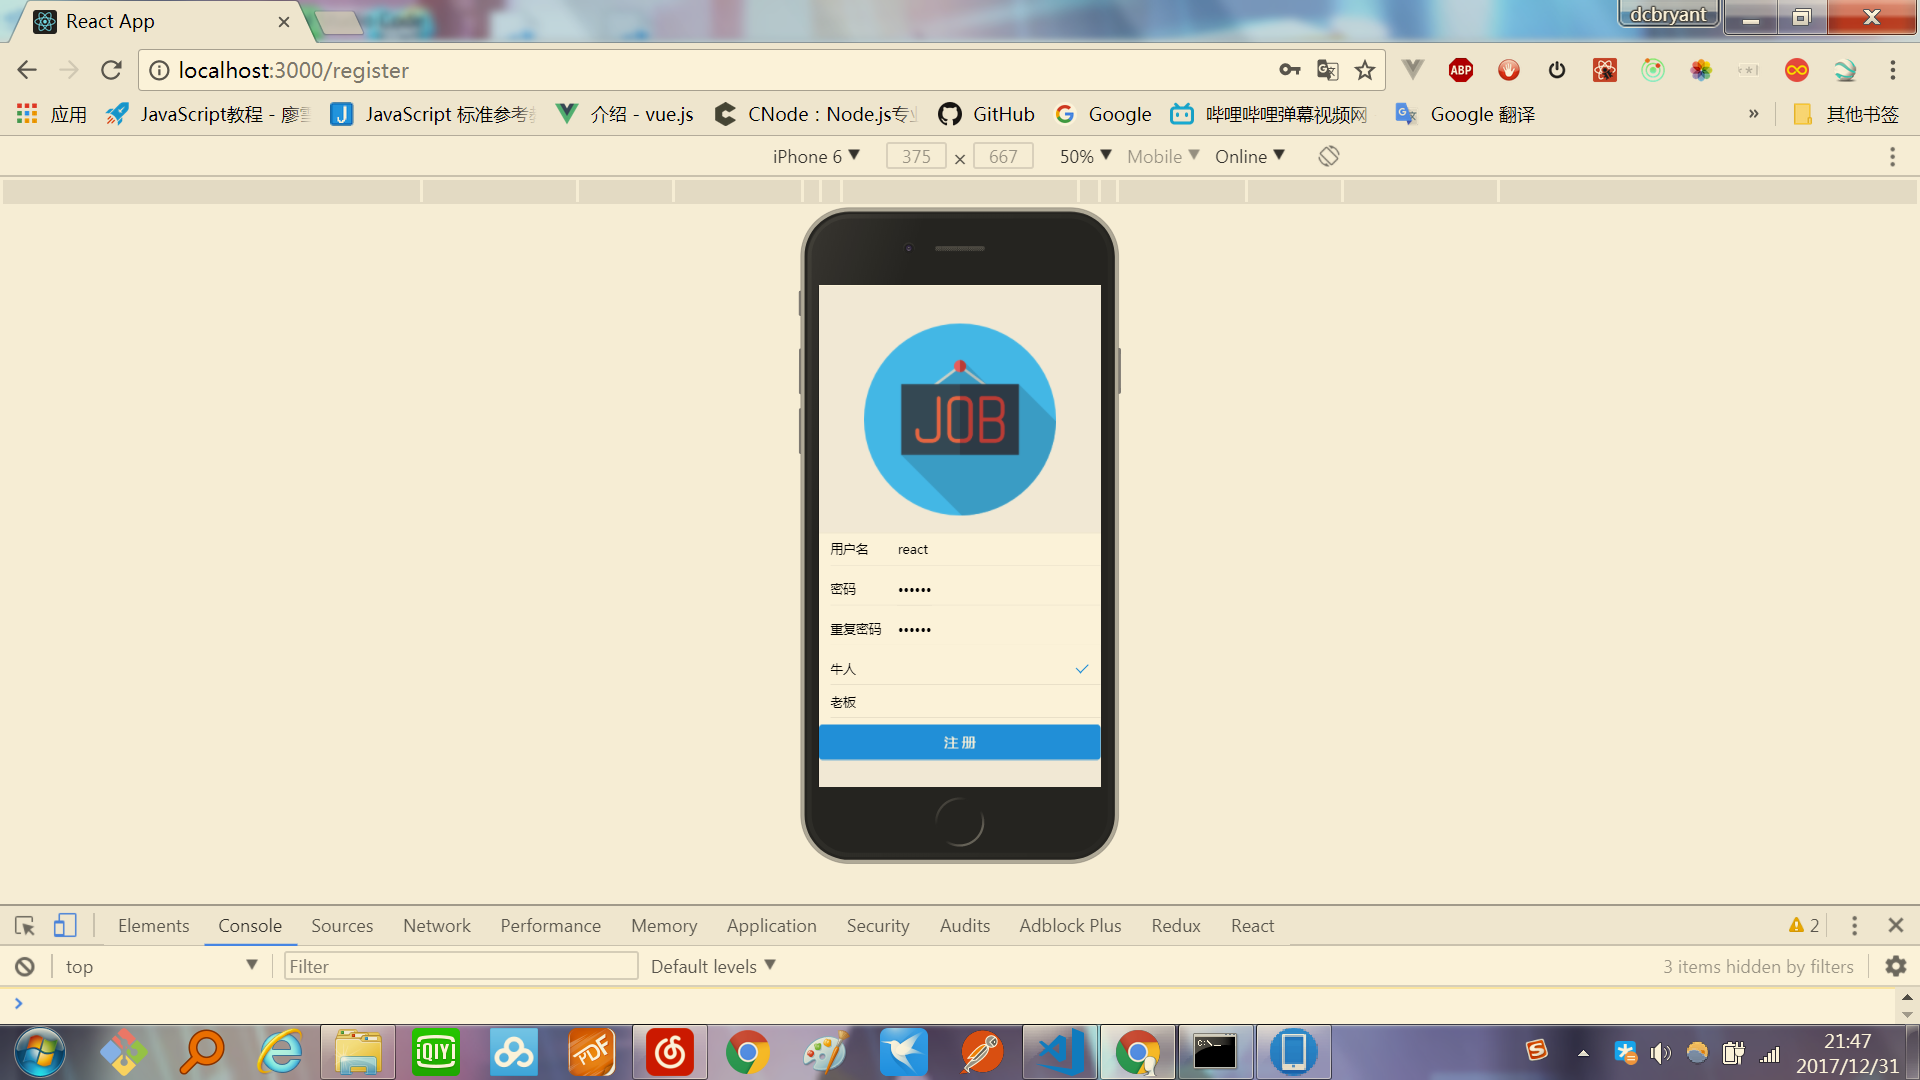 React App
dcbryant
localhost:3000/register
ABP
应用
JavaScript教程 - 廖
JavaScript 标准参考
介绍 - vue.js
CNode：Node.js专业
GitHub
Google
哔哩哔哩弹幕视频网
Google 翻译
»
其他书签
iPhone 6 ▼
375 × 667
50% ▼
Mobile ▼
Online ▼
JOB
用户名 react
密码 ••••••
重复密码 ••••••
牛人
老板
注 册
Elements Console Sources Network Performance Memory Application Security Audits Adblock Plus Redux React
2
top ▼
Filter
Default levels ▼
3 items hidden by filters
>
iQIYI
PDF
C:\_
21:47
2017/12/31